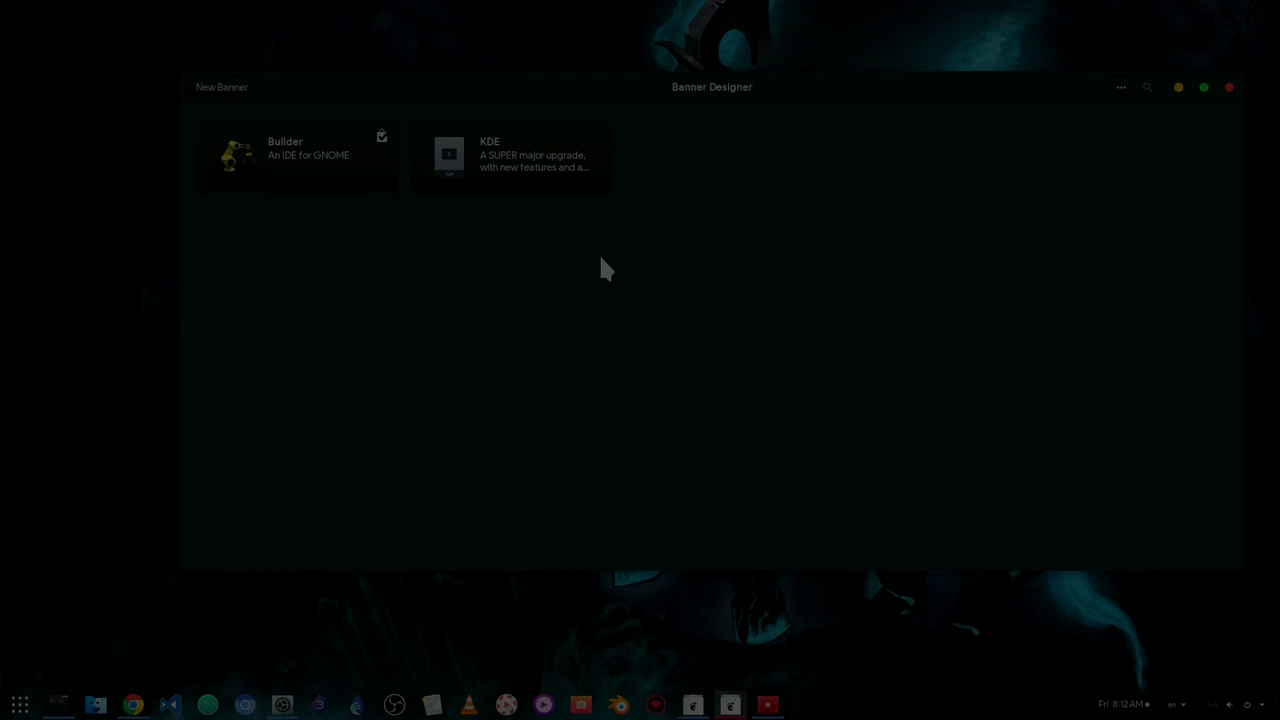 New Banner
Banner Designer
Builder
An IDE for GNOME
KDE
A SUPER major upgrade,
with new features and a...
Fri 8:12 AM
en